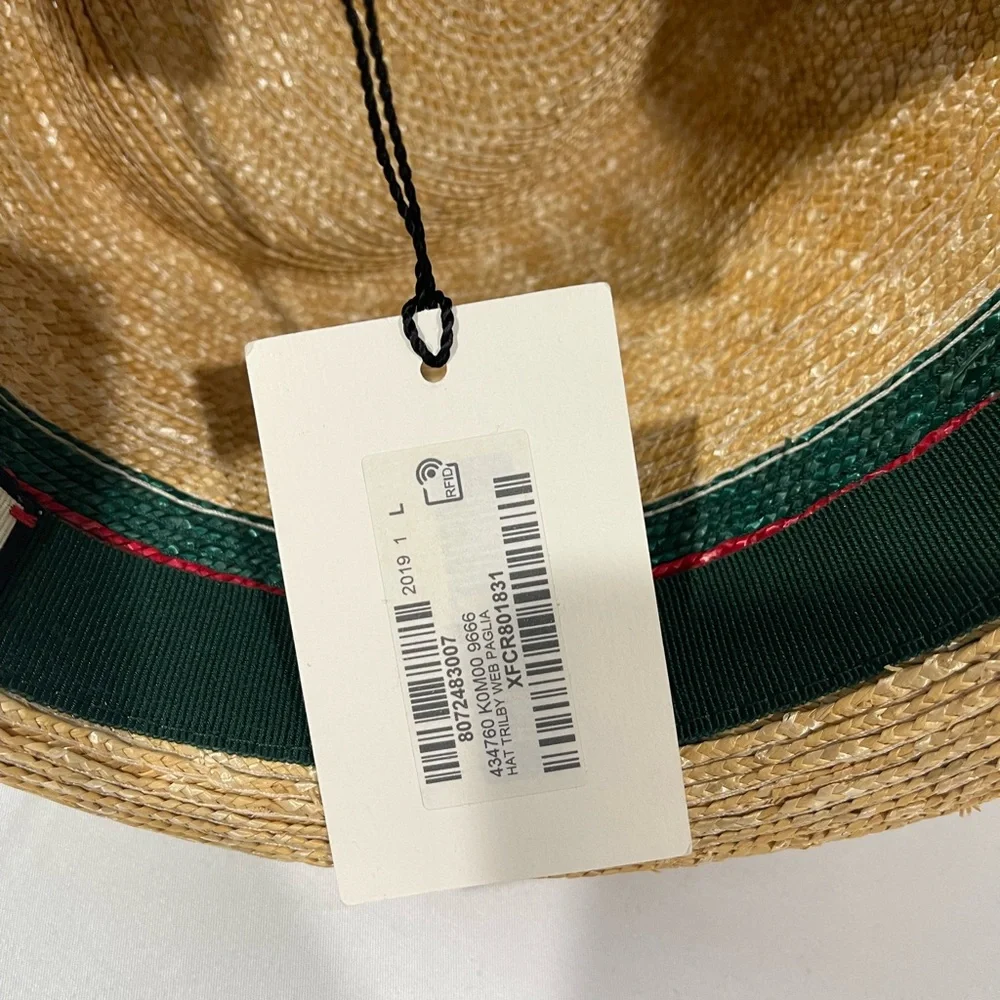 RFID
2019 1 L
8072483007
434760 K0M00 9666
HAT TRILBY WEB PAGLIA
XFCR801831